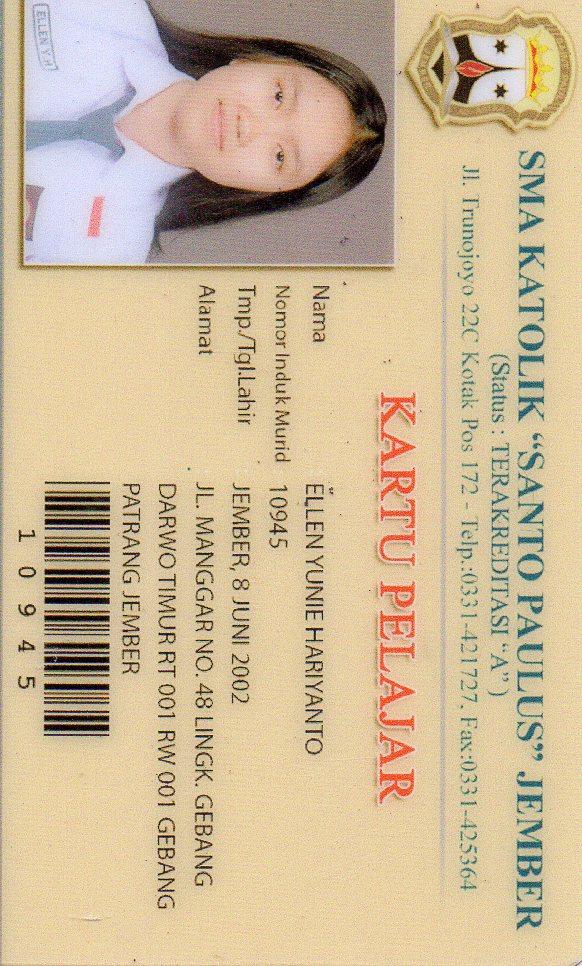 SMA KATOLIK “SANTO PAULUS” JEMBER
(Status : TERAKREDITASI “A” )
Jl. Trunojoyo 22C Kotak Pos 172 - Telp.:0331-421727, Fax:0331-425364
KARTU PELAJAR
Nama ELLEN YUNIE HARIYANTO
Nomor Induk Murid 10945
Tmp./Tgl.Lahir JEMBER, 8 JUNI 2002
Alamat JL. MANGGAR NO. 48 LINGK. GEBANG
DARWO TIMUR RT 001 RW 001 GEBANG
PATRANG JEMBER
ELLEN Y.H
10945